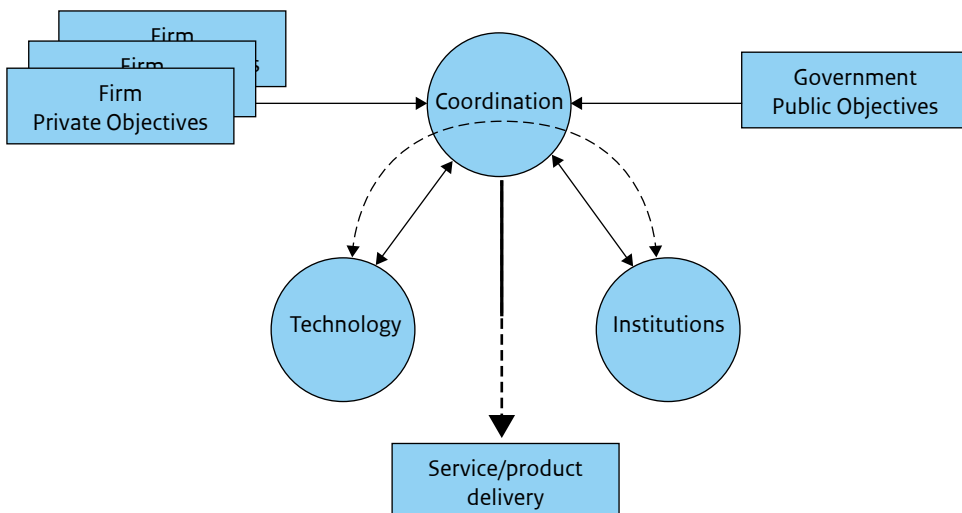 Firm
Firm
s
Firm
Private Objectives
Coordination
Government
Public Objectives
Technology
Institutions
Service/product
delivery